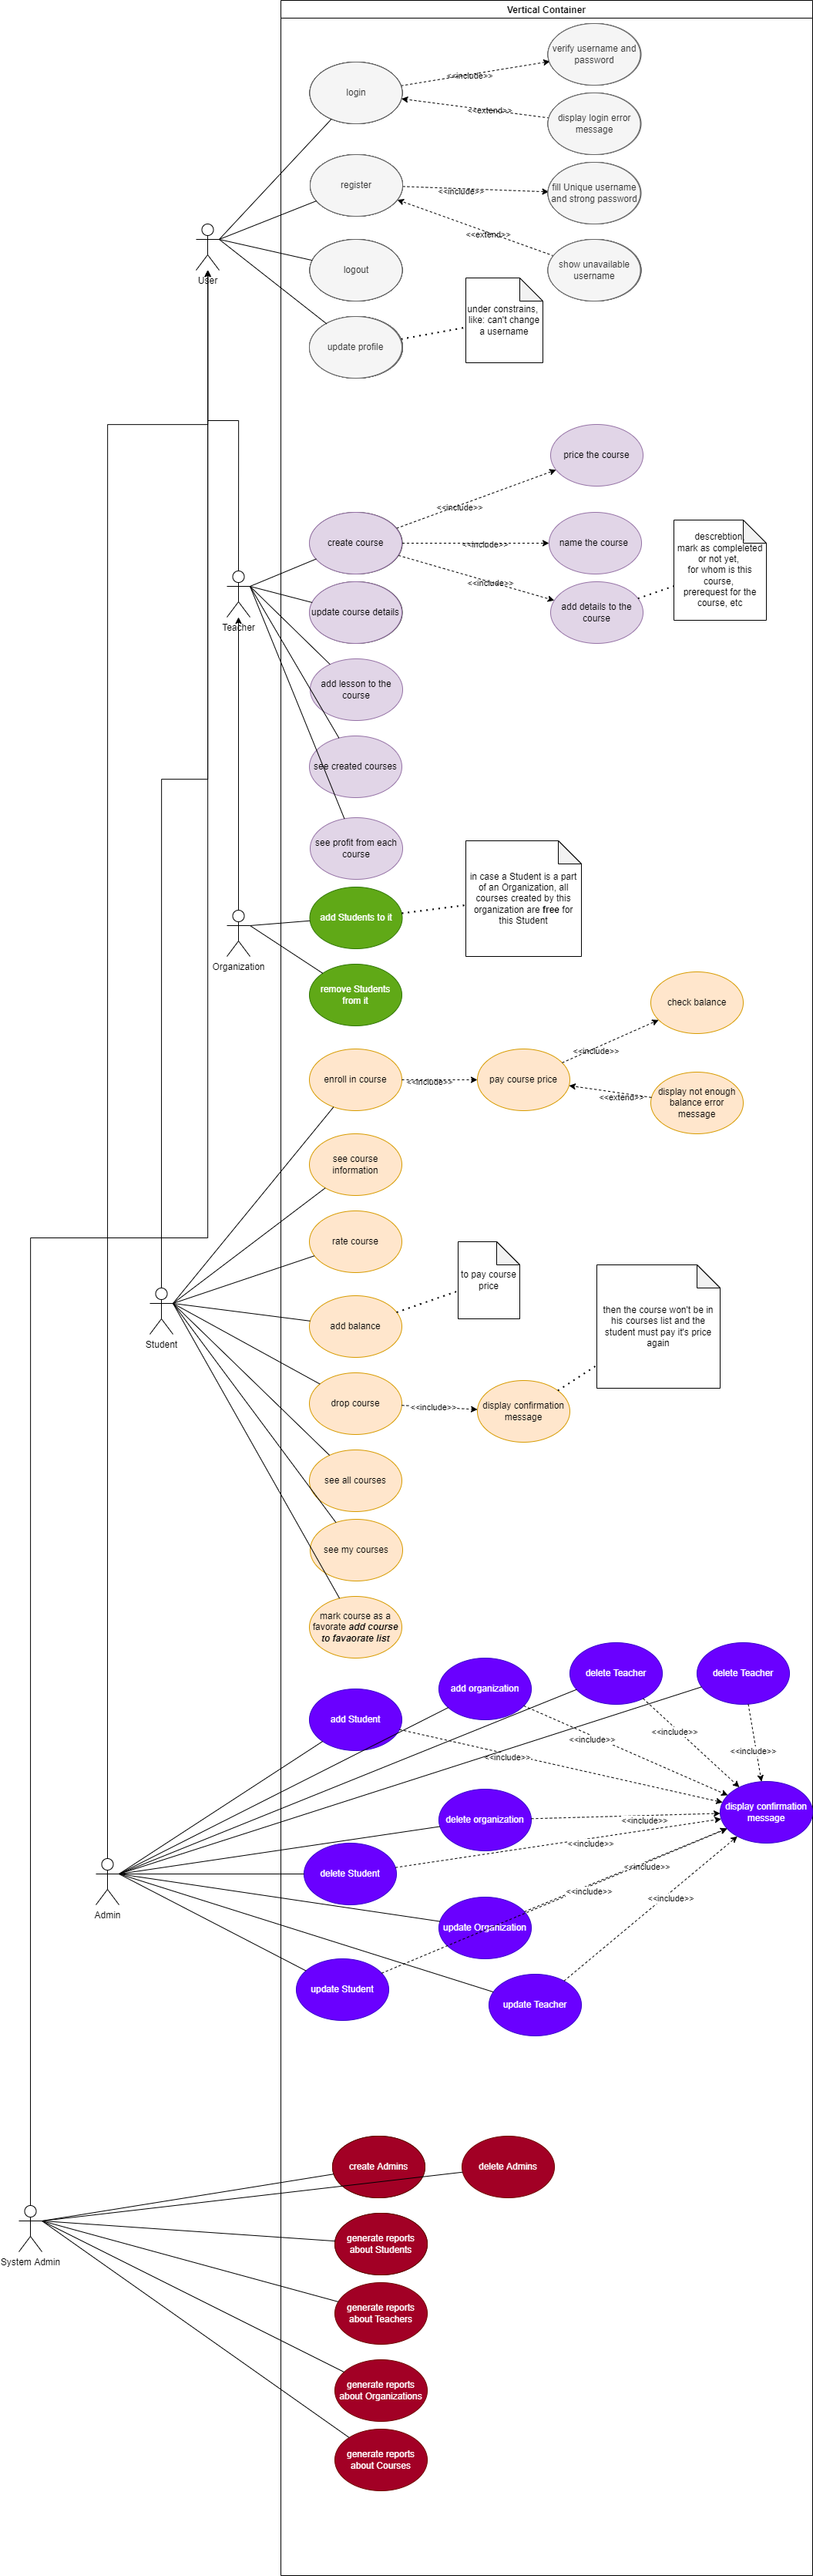 Vertical Container
verify username and
password
<<include>>
login
<<extend>>
display login error
message
register
<<include>>
fill Unique username
and strong password
<<extend>>
show unavailable
username
User
logout
under constrains,
like: can't change
a username
update profile
price the course
<<include>>
create course
<<include>>
name the course
descrebtion,
mark as compleleted
or not yet,
for whom is this
course,
prerequest for the
course, etc
<<include>>
add details to the
course
update course details
Teacher
add lesson to the
course
see created courses
see profit from each
course
in case a Student is a part
of an Organization, all
courses created by this
organization are free for
this Student
add Students to it
Organization
remove Students
from it
check balance
<<include>>
enroll in course
<<include>>
pay course price
<<extend>>
display not enough
balance error
message
see course
information
rate course
to pay course
price
then the course won't be in
his courses list and the
student must pay it's price
again
add balance
Student
drop course
<<include>>
display confirmation
message
see all courses
see my courses
mark course as a
favorate add course
to favaorate list
delete Teacher
delete Teacher
add organization
add Student
<<include>>
<<include>>
<<include>>
<<include>>
display confirmation
message
delete organization
<<include>>
<<include>>
delete Student
<<include>>
<<include>>
<<include>>
Admin
update Organization
update Student
update Teacher
create Admins
delete Admins
generate reports
about Students
System Admin
generate reports
about Teachers
generate reports
about Organizations
generate reports
about Courses